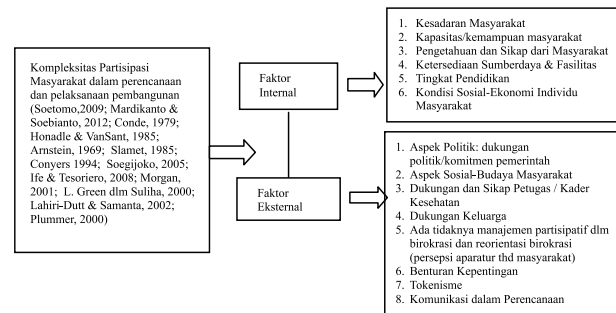 Kompleksitas Partisipasi
Masyarakat dalam perencanaan
dan pelaksanaan pembangunan
(Soetomo,2009; Mardikanto &
Soebianto, 2012; Conde, 1979;
Honadle & VanSant, 1985;
Arnstein, 1969; Slamet, 1985;
Conyers 1994; Soegijoko, 2005;
Ife & Tesoriero, 2008; Morgan,
2001; L. Green dlm Suliha, 2000;
Lahiri-Dutt & Samanta, 2002;
Plummer, 2000)
Faktor
Internal
Faktor
Eksternal
1. Kesadaran Masyarakat
2. Kapasitas/kemampuan masyarakat
3. Pengetahuan dan Sikap dari Masyarakat
4. Ketersediaan Sumberdaya & Fasilitas
5. Tingkat Pendidikan
6. Kondisi Sosial-Ekonomi Individu
Masyarakat
1. Aspek Politik: dukungan
politik/komitmen pemerintah
2. Aspek Sosial-Budaya Masyarakat
3. Dukungan dan Sikap Petugas / Kader
Kesehatan
4. Dukungan Keluarga
5. Ada tidaknya manajemen partisipatif dlm
birokrasi dan reorientasi birokrasi
(persepsi aparatur thd masyarakat)
6. Benturan Kepentingan
7. Tokenisme
8. Komunikasi dalam Perencanaan